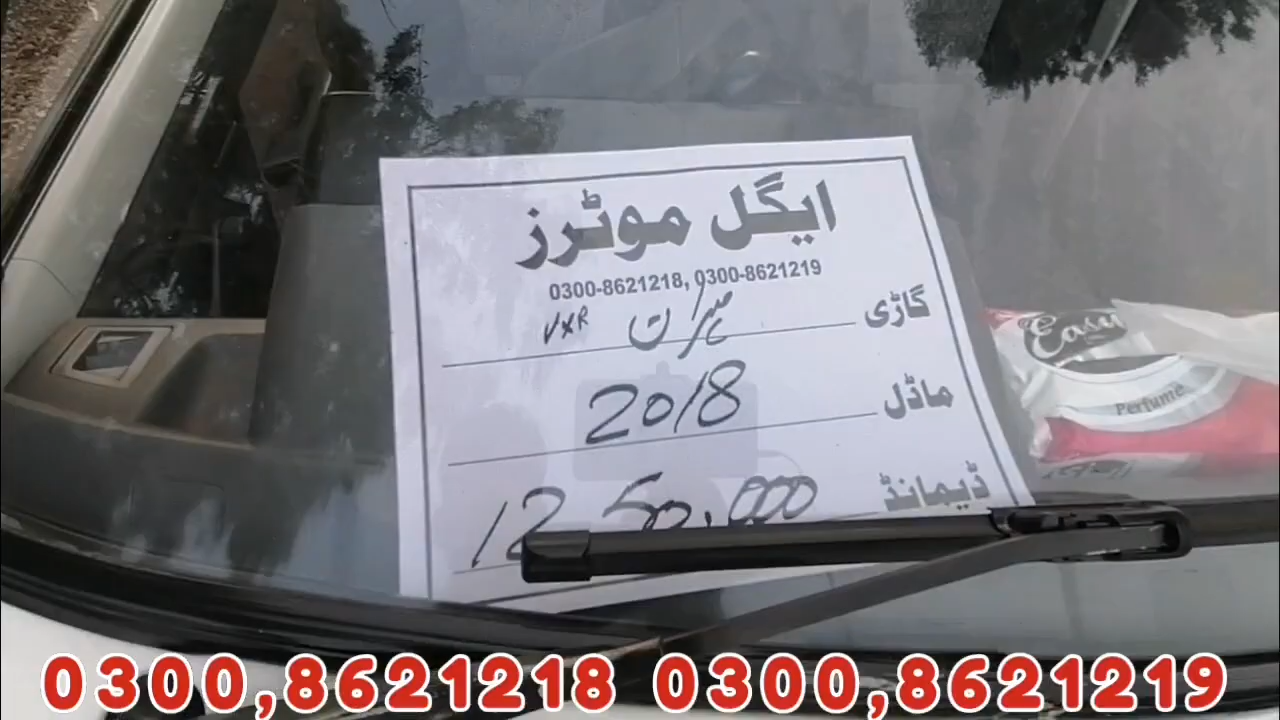 ایگل موٹرز
0300-8621218, 0300-8621219
گاڑی میرات VXR
ماڈل 2018
ڈیمانڈ 12 50,000
Easy
Perfume
0300,8621218 0300,8621219